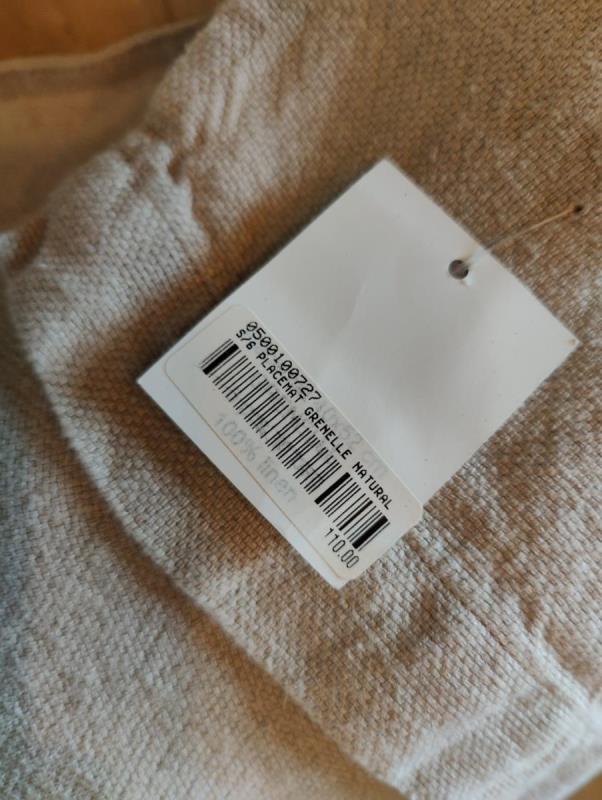 0500100727
S/6 PLACEMAT GRENELLE NATURAL
100% linen
110.00